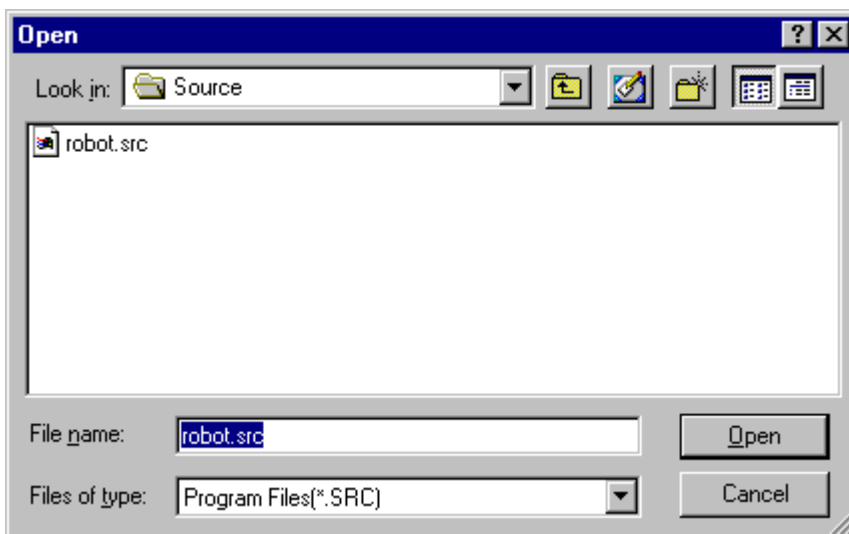 Open
Look in: Source
robot.src
File name: robot.src Open
Files of type: Program Files(*.SRC) Cancel